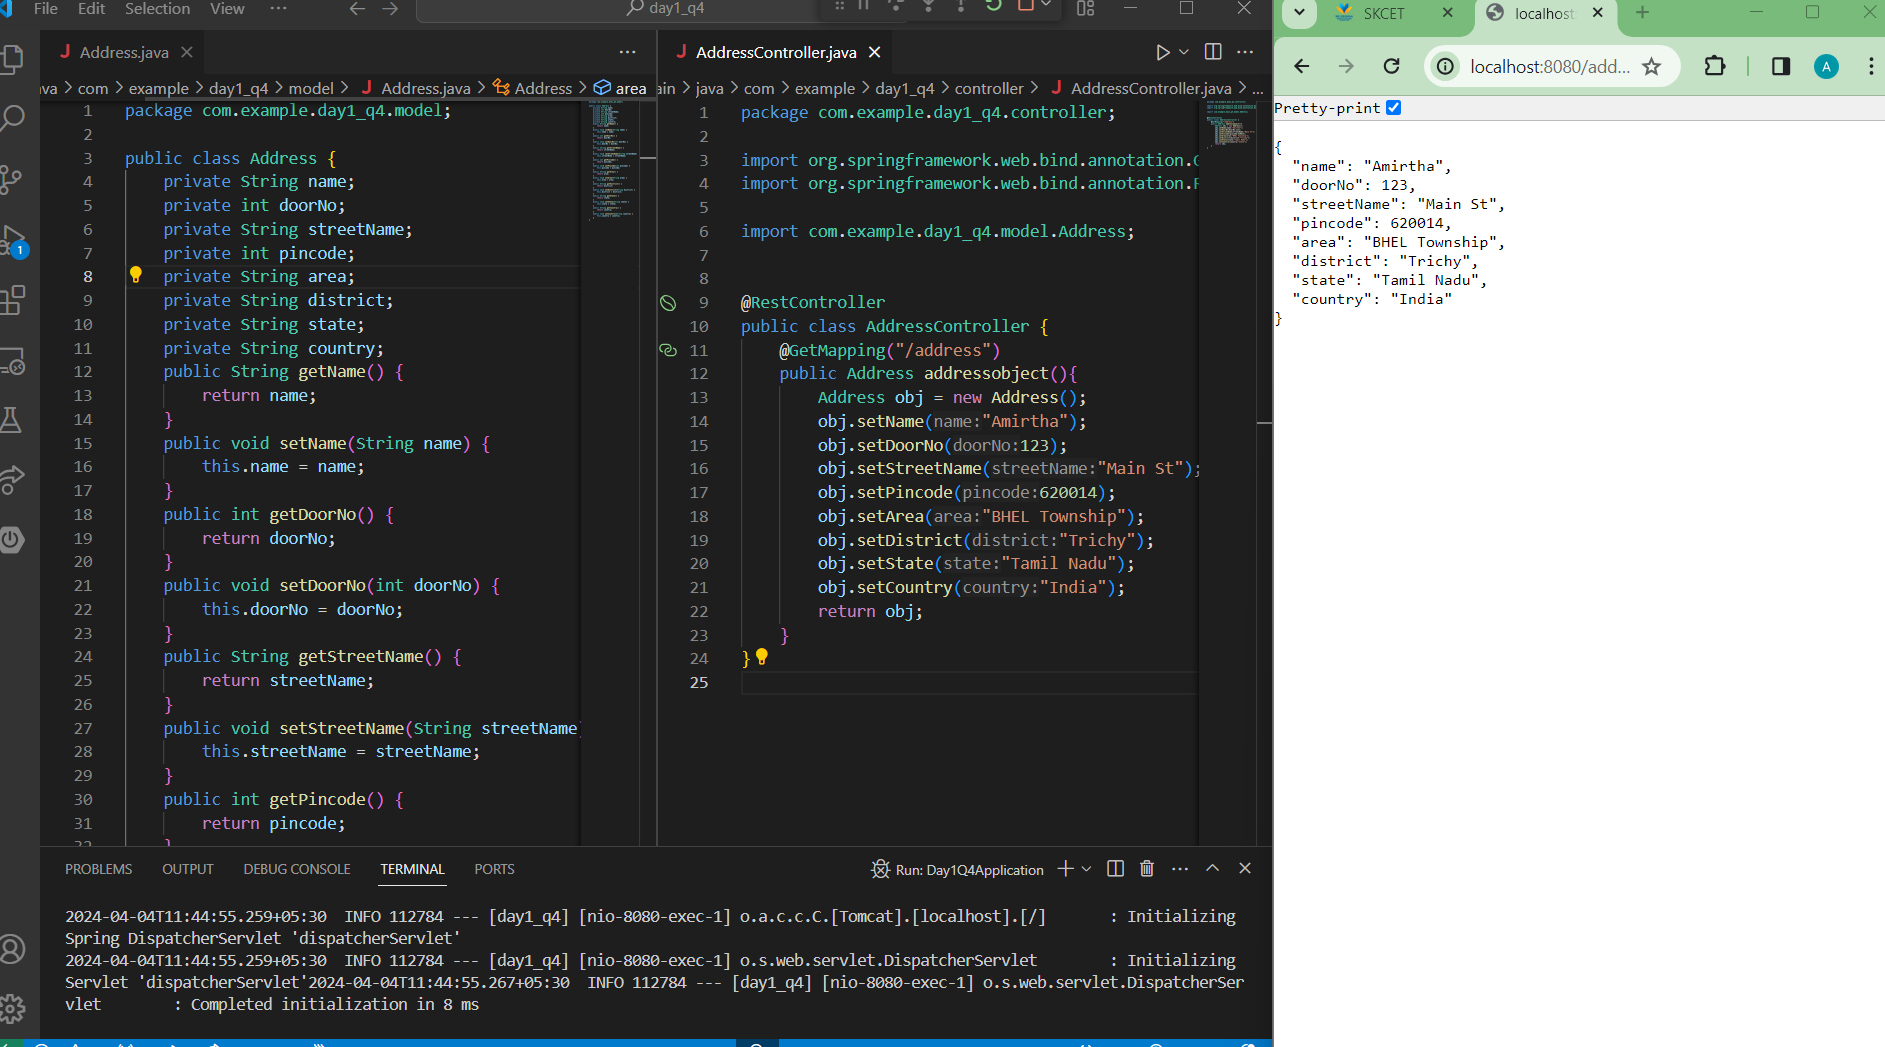 File Edit Selection View ··· day1_q4
Address.java
va > com > example > day1_q4 > model > Address.java > Address > area
1 package com.example.day1_q4.model;
2
3 public class Address {
4 private String name;
5 private int doorNo;
6 private String streetName;
7 private int pincode;
8 private String area;
9 private String district;
10 private String state;
11 private String country;
12 public String getName() {
13 return name;
14 }
15 public void setName(String name) {
16 this.name = name;
17 }
18 public int getDoorNo() {
19 return doorNo;
20 }
21 public void setDoorNo(int doorNo) {
22 this.doorNo = doorNo;
23 }
24 public String getStreetName() {
25 return streetName;
26 }
27 public void setStreetName(String streetName)
28 this.streetName = streetName;
29 }
30 public int getPincode() {
31 return pincode;
32 }
AddressController.java
ain > java > com > example > day1_q4 > controller > AddressController.java > ...
1 package com.example.day1_q4.controller;
2
3 import org.springframework.web.bind.annotation.G
4 import org.springframework.web.bind.annotation.R
5
6 import com.example.day1_q4.model.Address;
7
8
9 @RestController
10 public class AddressController {
11 @GetMapping("/address")
12 public Address addressobject(){
13 Address obj = new Address();
14 obj.setName(name:"Amirtha");
15 obj.setDoorNo(doorNo:123);
16 obj.setStreetName(streetName:"Main St");
17 obj.setPincode(pincode:620014);
18 obj.setArea(area:"BHEL Township");
19 obj.setDistrict(district:"Trichy");
20 obj.setState(state:"Tamil Nadu");
21 obj.setCountry(country:"India");
22 return obj;
23 }
24 }
25
1
PROBLEMS OUTPUT DEBUG CONSOLE TERMINAL PORTS Run: Day1Q4Application
2024-04-04T11:44:55.259+05:30 INFO 112784 --- [day1_q4] [nio-8080-exec-1] o.a.c.c.C.[Tomcat].[localhost].[/] : Initializing
Spring DispatcherServlet 'dispatcherServlet'
2024-04-04T11:44:55.259+05:30 INFO 112784 --- [day1_q4] [nio-8080-exec-1] o.s.web.servlet.DispatcherServlet : Initializing
Servlet 'dispatcherServlet'2024-04-04T11:44:55.267+05:30 INFO 112784 --- [day1_q4] [nio-8080-exec-1] o.s.web.servlet.DispatcherSer
vlet : Completed initialization in 8 ms
SKCET localhost:
localhost:8080/add... A
Pretty-print
{
"name": "Amirtha",
"doorNo": 123,
"streetName": "Main St",
"pincode": 620014,
"area": "BHEL Township",
"district": "Trichy",
"state": "Tamil Nadu",
"country": "India"
}